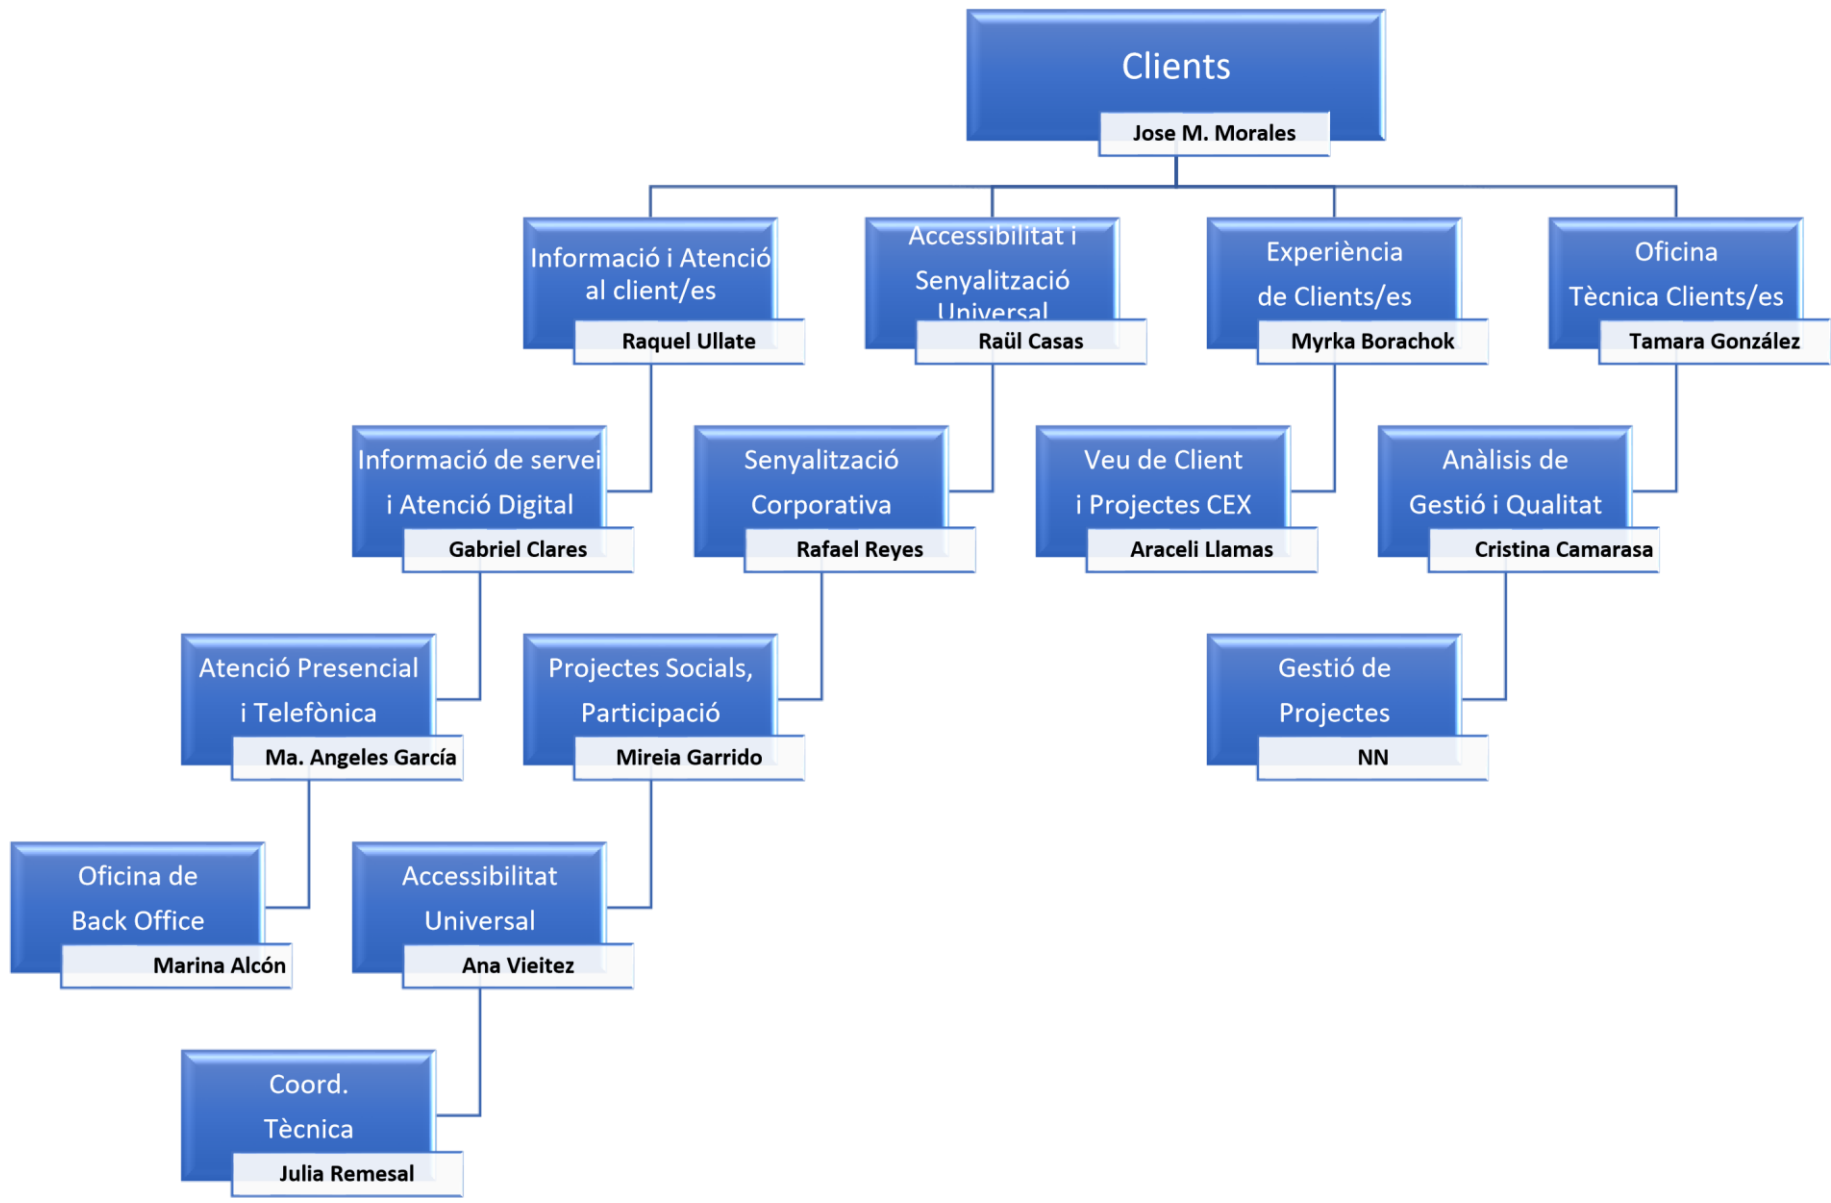 Clients
Jose M. Morales
Informació i Atenció
al client/es
Raquel Ullate
Accessibilitat i
Senyalització
Universal
Raül Casas
Experiència
de Clients/es
Myrka Borachok
Oficina
Tècnica Clients/es
Tamara González
Informació de servei
i Atenció Digital
Gabriel Clares
Senyalització
Corporativa
Rafael Reyes
Veu de Client
i Projectes CEX
Araceli Llamas
Anàlisis de
Gestió i Qualitat
Cristina Camarasa
Atenció Presencial
i Telefònica
Ma. Angeles García
Projectes Socials,
Participació
Mireia Garrido
Gestió de
Projectes
NN
Oficina de
Back Office
Marina Alcón
Accessibilitat
Universal
Ana Vieitez
Coord.
Tècnica
Julia Remesal